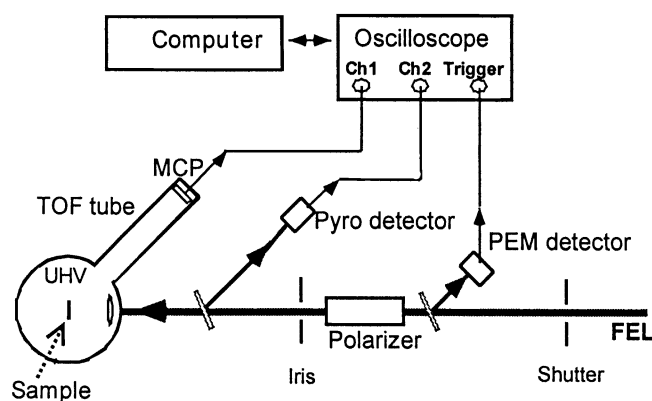 Computer
Oscilloscope
Ch1 Ch2 Trigger
MCP
TOF tube
Pyro detector
PEM detector
UHV
Polarizer
FEL
Iris
Shutter
Sample